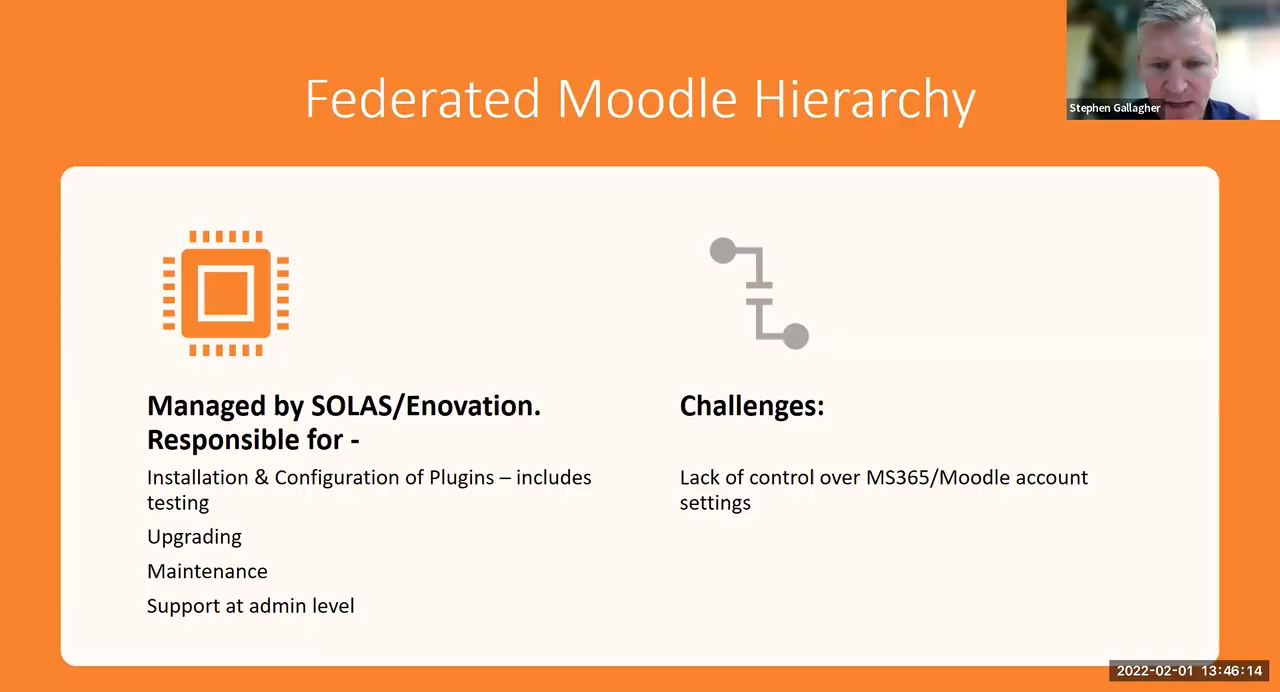 Federated Moodle Hierarchy
Stephen Gallagher
Managed by SOLAS/Enovation.
Responsible for -
Installation & Configuration of Plugins – includes
testing
Upgrading
Maintenance
Support at admin level
Challenges:
Lack of control over MS365/Moodle account
settings
2022-02-01 13:46:14